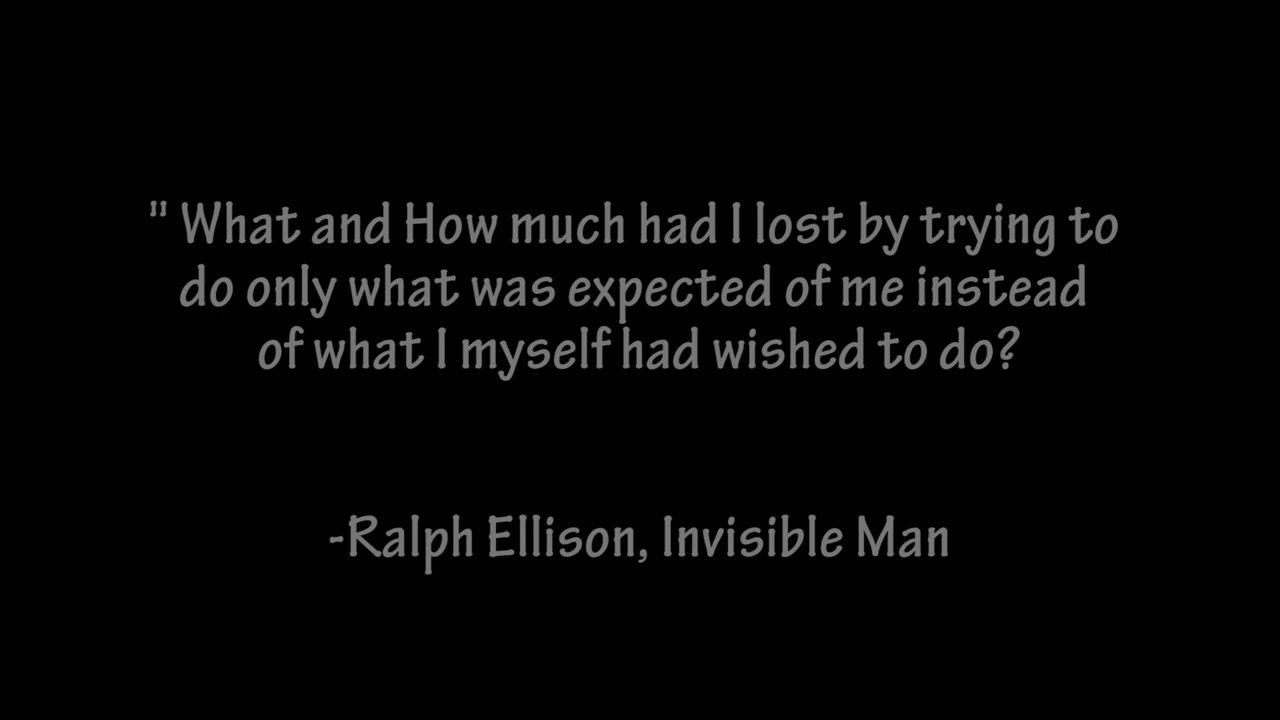 " What and How much had I lost by trying to
do only what was expected of me instead
of what I myself had wished to do?
-Ralph Ellison, Invisible Man